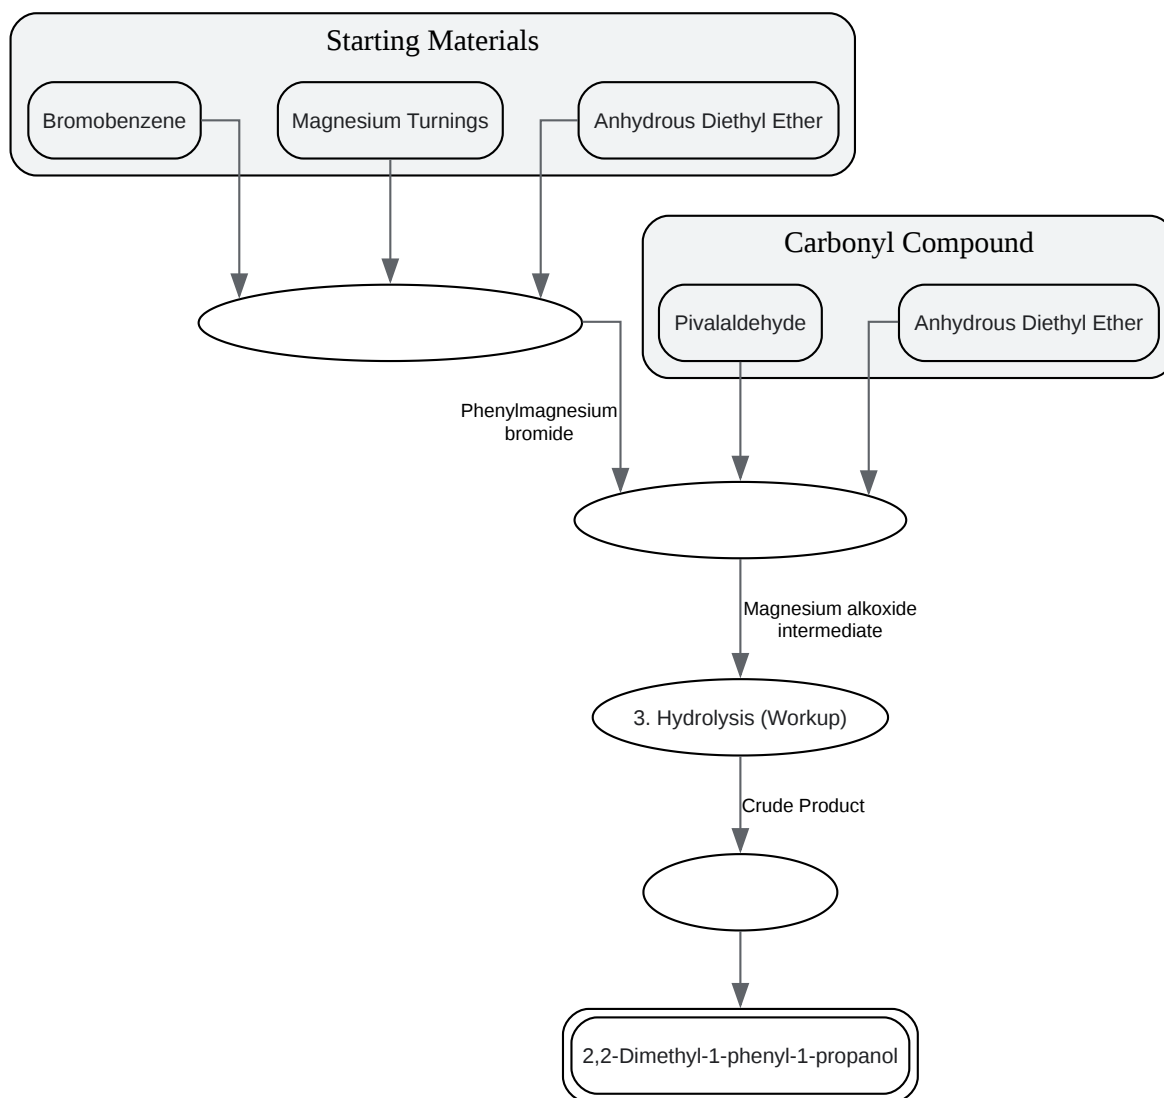 Starting Materials
Bromobenzene
Magnesium Turnings
Anhydrous Diethyl Ether
Carbonyl Compound
Pivalaldehyde
Anhydrous Diethyl Ether
Phenylmagnesium
bromide
Magnesium alkoxide
intermediate
3. Hydrolysis (Workup)
Crude Product
2,2-Dimethyl-1-phenyl-1-propanol